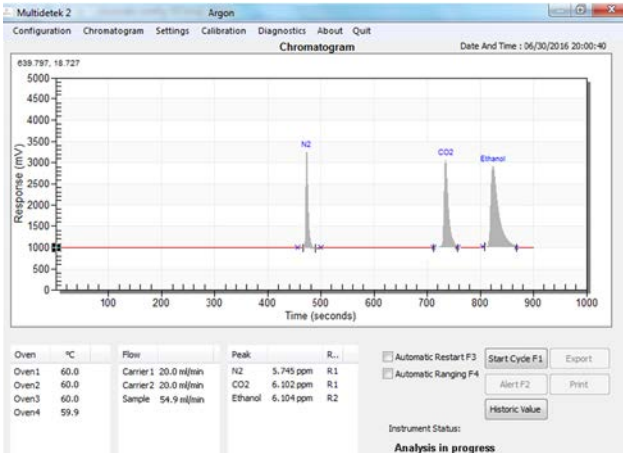 Multidetek 2 Argon
Configuration Chromatogram Settings Calibration Diagnostics About Quit
Chromatogram
Date And Time : 06/30/2016 20:00:40
639.797, 18.727
Response (mV)
5000
4500
4000
3500
3000
2500
2000
1500
1000
500
0
N2
CO2
Ethanol
100 200 300 400 500 600 700 800 900 1000
Time (seconds)
Oven °C
Oven1 60.0
Oven2 60.0
Oven3 60.0
Oven4 59.9
Flow
Carrier1 20.0 ml/min
Carrier2 20.0 ml/min
Sample 54.9 ml/min
Peak R..
N2 5.745 ppm R1
CO2 6.102 ppm R1
Ethanol 6.104 ppm R2
Automatic Restart F3
Automatic Ranging F4
Start Cycle F1 Export
Alert F2 Print
Historic Value
Instrument Status:
Analysis in progress